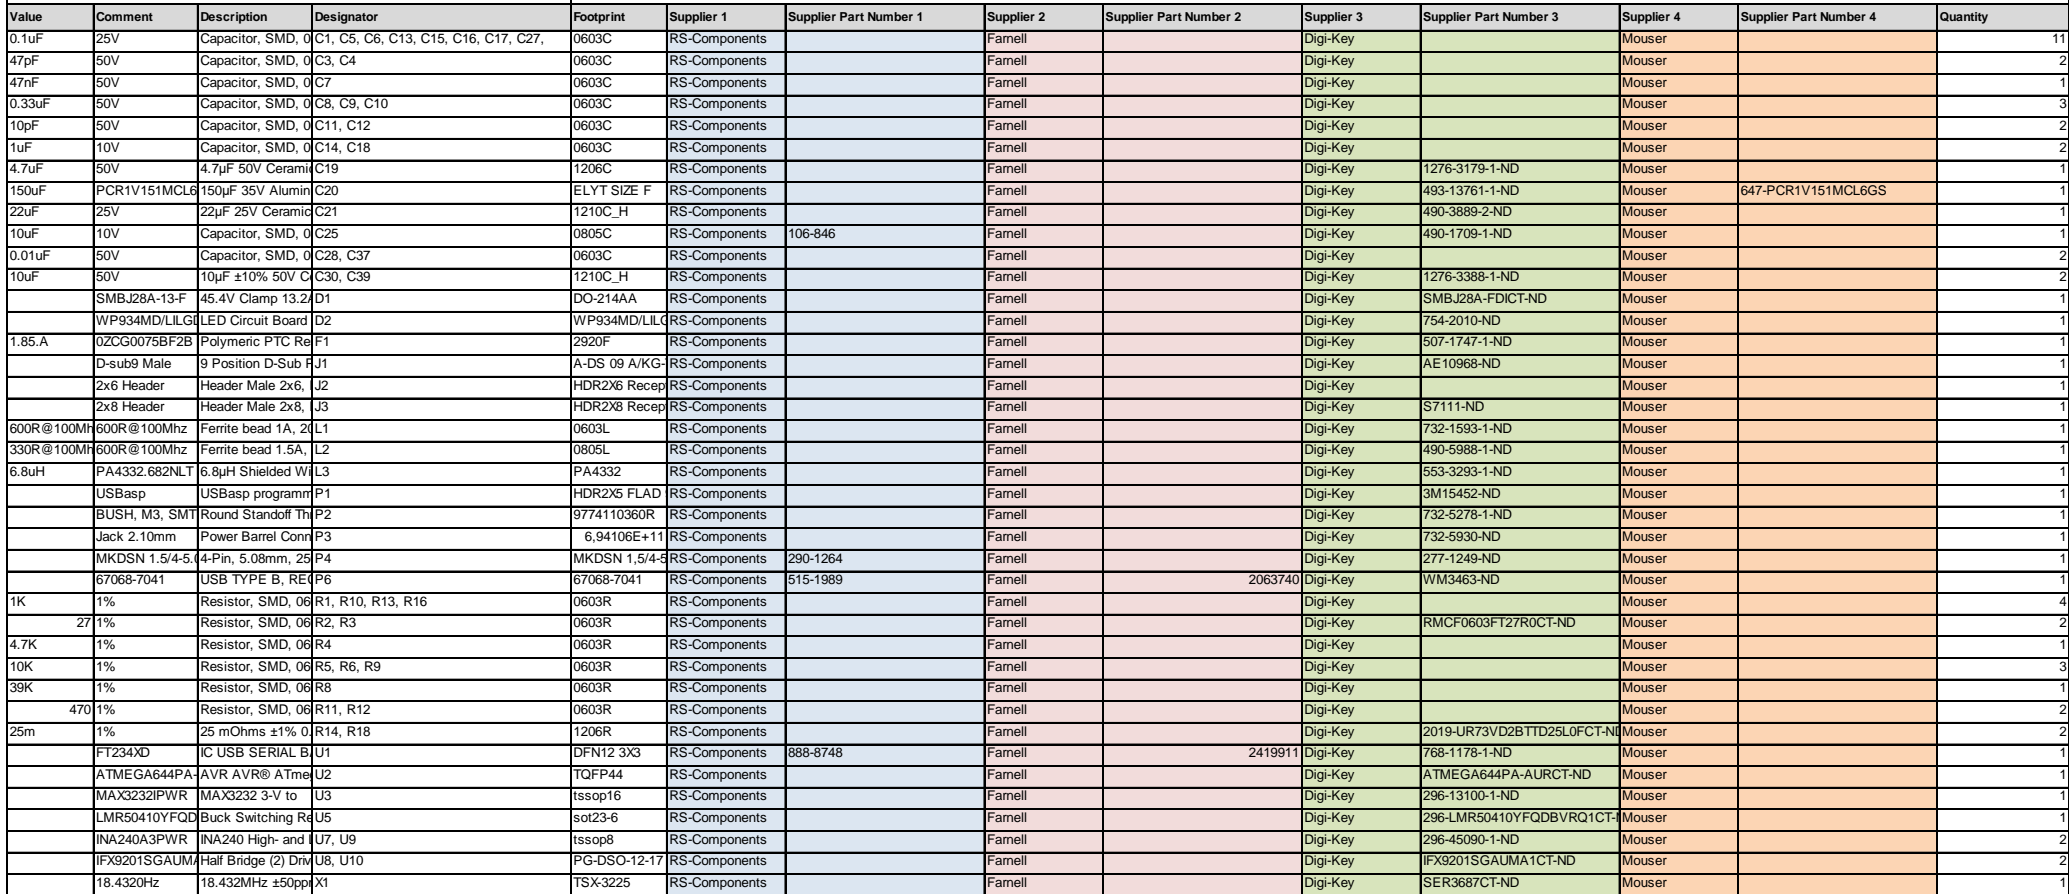 Value Comment Description Designator Footprint Supplier 1 Supplier Part Number 1 Supplier 2 Supplier Part Number 2 Supplier 3 Supplier Part Number 3 Supplier 4 Supplier Part Number 4 Quantity
0.1uF 25V Capacitor, SMD, 0 C1, C5, C6, C13, C15, C16, C17, C27, 0603C RS-Components Farnell Digi-Key Mouser 11
47pF 50V Capacitor, SMD, 0 C3, C4 0603C RS-Components Farnell Digi-Key Mouser 2
47nF 50V Capacitor, SMD, 0 C7 0603C RS-Components Farnell Digi-Key Mouser 1
0.33uF 50V Capacitor, SMD, 0 C8, C9, C10 0603C RS-Components Farnell Digi-Key Mouser 3
10pF 50V Capacitor, SMD, 0 C11, C12 0603C RS-Components Farnell Digi-Key Mouser 2
1uF 10V Capacitor, SMD, 0 C14, C18 0603C RS-Components Farnell Digi-Key Mouser 2
4.7uF 50V 4.7µF 50V Cerami C19 1206C RS-Components Farnell Digi-Key 1276-3179-1-ND Mouser 1
150uF PCR1V151MCL6 150µF 35V Alumin C20 ELYT SIZE F RS-Components Farnell Digi-Key 493-13761-1-ND Mouser 647-PCR1V151MCL6GS 1
22uF 25V 22µF 25V Ceramic C21 1210C_H RS-Components Farnell Digi-Key 490-3889-2-ND Mouser 1
10uF 10V Capacitor, SMD, 0 C25 0805C RS-Components 106-846 Farnell Digi-Key 490-1709-1-ND Mouser 1
0.01uF 50V Capacitor, SMD, 0 C28, C37 0603C RS-Components Farnell Digi-Key Mouser 2
10uF 50V 10µF ±10% 50V C C30, C39 1210C_H RS-Components Farnell Digi-Key 1276-3388-1-ND Mouser 2
SMBJ28A-13-F 45.4V Clamp 13.2A D1 DO-214AA RS-Components Farnell Digi-Key SMBJ28A-FDICT-ND Mouser 1
WP934MD/LILG LED Circuit Board D2 WP934MD/LILG RS-Components Farnell Digi-Key 754-2010-ND Mouser 1
1.85.A 0ZCG0075BF2B Polymeric PTC Re F1 2920F RS-Components Farnell Digi-Key 507-1747-1-ND Mouser 1
D-sub9 Male 9 Position D-Sub P J1 A-DS 09 A/KG- RS-Components Farnell Digi-Key AE10968-ND Mouser 1
2x6 Header Header Male 2x6, J2 HDR2X6 Recep RS-Components Farnell Digi-Key Mouser 1
2x8 Header Header Male 2x8, J3 HDR2X8 Recep RS-Components Farnell Digi-Key S7111-ND Mouser 1
600R@100Mh 600R@100Mhz Ferrite bead 1A, 20 L1 0603L RS-Components Farnell Digi-Key 732-1593-1-ND Mouser 1
330R@100Mh 600R@100Mhz Ferrite bead 1.5A, L2 0805L RS-Components Farnell Digi-Key 490-5988-1-ND Mouser 1
6.8uH PA4332.682NLT 6.8µH Shielded Wi L3 PA4332 RS-Components Farnell Digi-Key 553-3293-1-ND Mouser 1
USBasp USBasp programm P1 HDR2X5 FLAD RS-Components Farnell Digi-Key 3M15452-ND Mouser 1
BUSH, M3, SMT Round Standoff Th P2 9774110360R RS-Components Farnell Digi-Key 732-5278-1-ND Mouser 1
Jack 2.10mm Power Barrel Conn P3 6,94106E+11 RS-Components Farnell Digi-Key 732-5930-ND Mouser 1
MKDSN 1.5/4-5.0 4-Pin, 5.08mm, 25 P4 MKDSN 1,5/4-5 RS-Components 290-1264 Farnell Digi-Key 277-1249-ND Mouser 1
67068-7041 USB TYPE B, REC P6 67068-7041 RS-Components 515-1989 Farnell 2063740 Digi-Key WM3463-ND Mouser 1
1K 1% Resistor, SMD, 06 R1, R10, R13, R16 0603R RS-Components Farnell Digi-Key Mouser 4
27 1% Resistor, SMD, 06 R2, R3 0603R RS-Components Farnell Digi-Key RMCF0603FT27R0CT-ND Mouser 2
4.7K 1% Resistor, SMD, 06 R4 0603R RS-Components Farnell Digi-Key Mouser 1
10K 1% Resistor, SMD, 06 R5, R6, R9 0603R RS-Components Farnell Digi-Key Mouser 3
39K 1% Resistor, SMD, 06 R8 0603R RS-Components Farnell Digi-Key Mouser 1
470 1% Resistor, SMD, 06 R11, R12 0603R RS-Components Farnell Digi-Key Mouser 2
25m 1% 25 mOhms ±1% 0. R14, R18 1206R RS-Components Farnell Digi-Key 2019-UR73VD2BTTD25L0FCT-ND Mouser 2
FT234XD IC USB SERIAL BA U1 DFN12 3X3 RS-Components 888-8748 Farnell 2419911 Digi-Key 768-1178-1-ND Mouser 1
ATMEGA644PA- AVR AVR® ATme U2 TQFP44 RS-Components Farnell Digi-Key ATMEGA644PA-AURCT-ND Mouser 1
MAX3232IPWR MAX3232 3-V to U3 tssop16 RS-Components Farnell Digi-Key 296-13100-1-ND Mouser 1
LMR50410YFQD Buck Switching Re U5 sot23-6 RS-Components Farnell Digi-Key 296-LMR50410YFQDBVRQ1CT- Mouser 1
INA240A3PWR INA240 High- and U7, U9 tssop8 RS-Components Farnell Digi-Key 296-45090-1-ND Mouser 2
IFX9201SGAUMA Half Bridge (2) Driv U8, U10 PG-DSO-12-17 RS-Components Farnell Digi-Key IFX9201SGAUMA1CT-ND Mouser 2
18.4320Hz 18.432MHz ±50pp X1 TSX-3225 RS-Components Farnell Digi-Key SER3687CT-ND Mouser 1